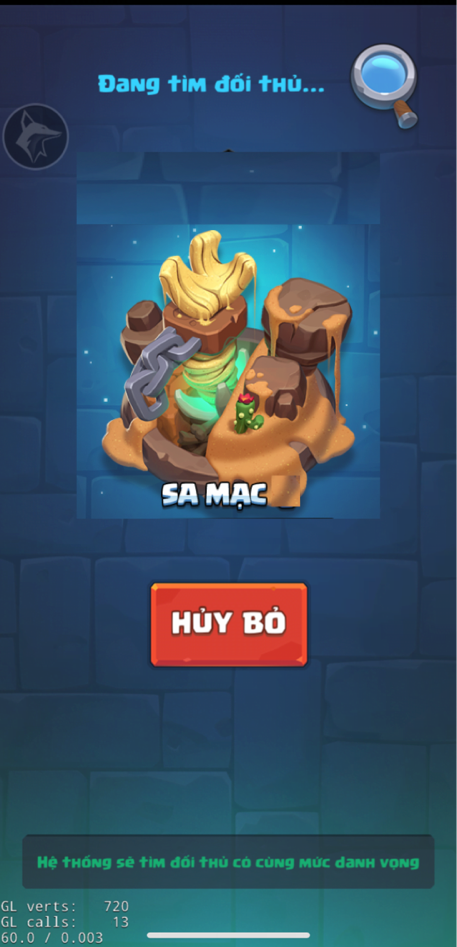 Đang tìm đối thủ...
SA MẠC
HỦY BỎ
Hệ thống sẽ tìm đối thủ có cùng mức danh vọng
GL verts: 720
GL calls: 13
60.0 / 0.003